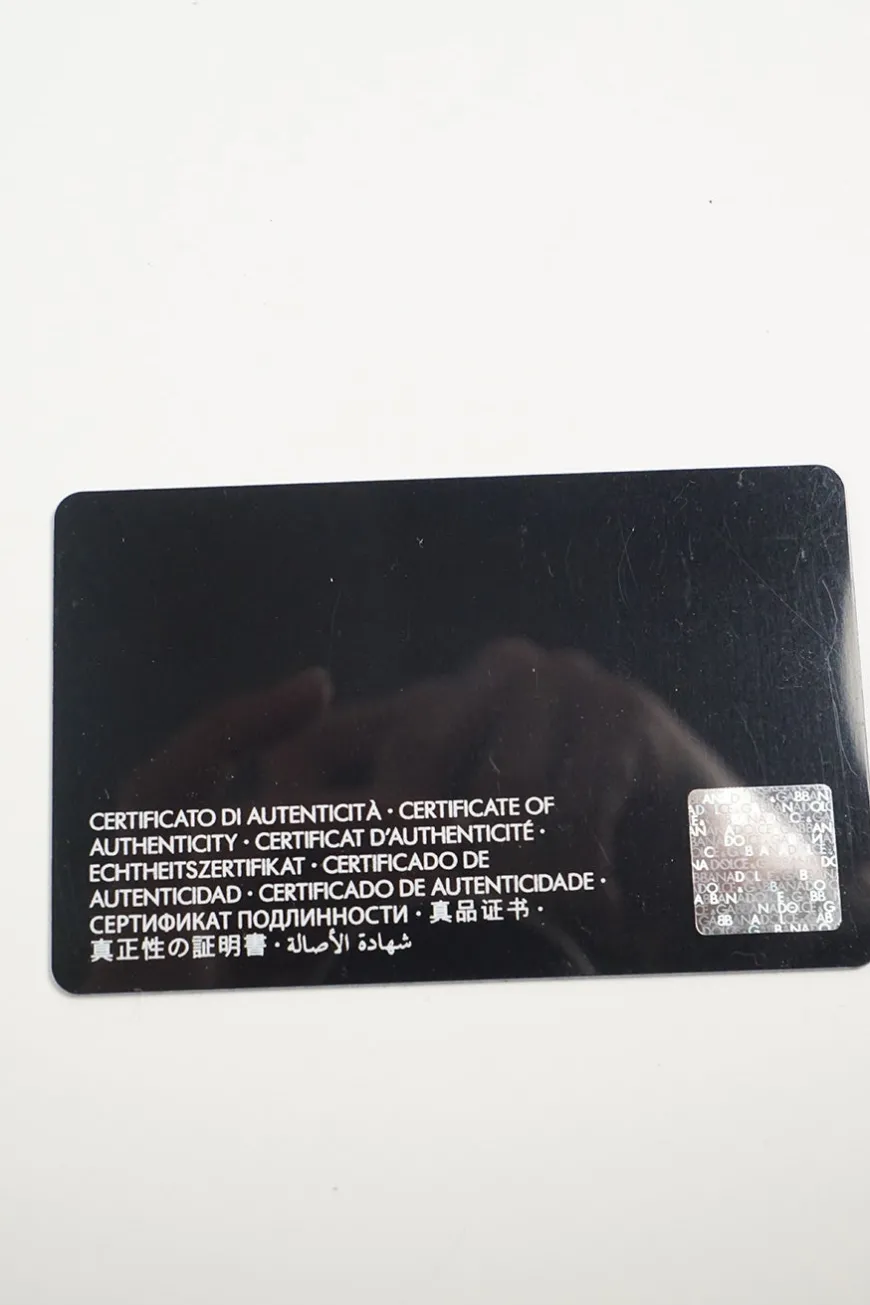 CERTIFICATO DI AUTENTICITÀ · CERTIFICATE OF
AUTHENTICITY · CERTIFICAT D'AUTHENTICITÉ ·
ECHTHEITSZERTIFIKAT · CERTIFICADO DE
AUTENTICIDAD · CERTIFICADO DE AUTENTICIDADE ·
СЕРТИФИКАТ ПОДЛИННОСТИ · 真品证书 ·
真正性の証明書 · شهادة الأصالة